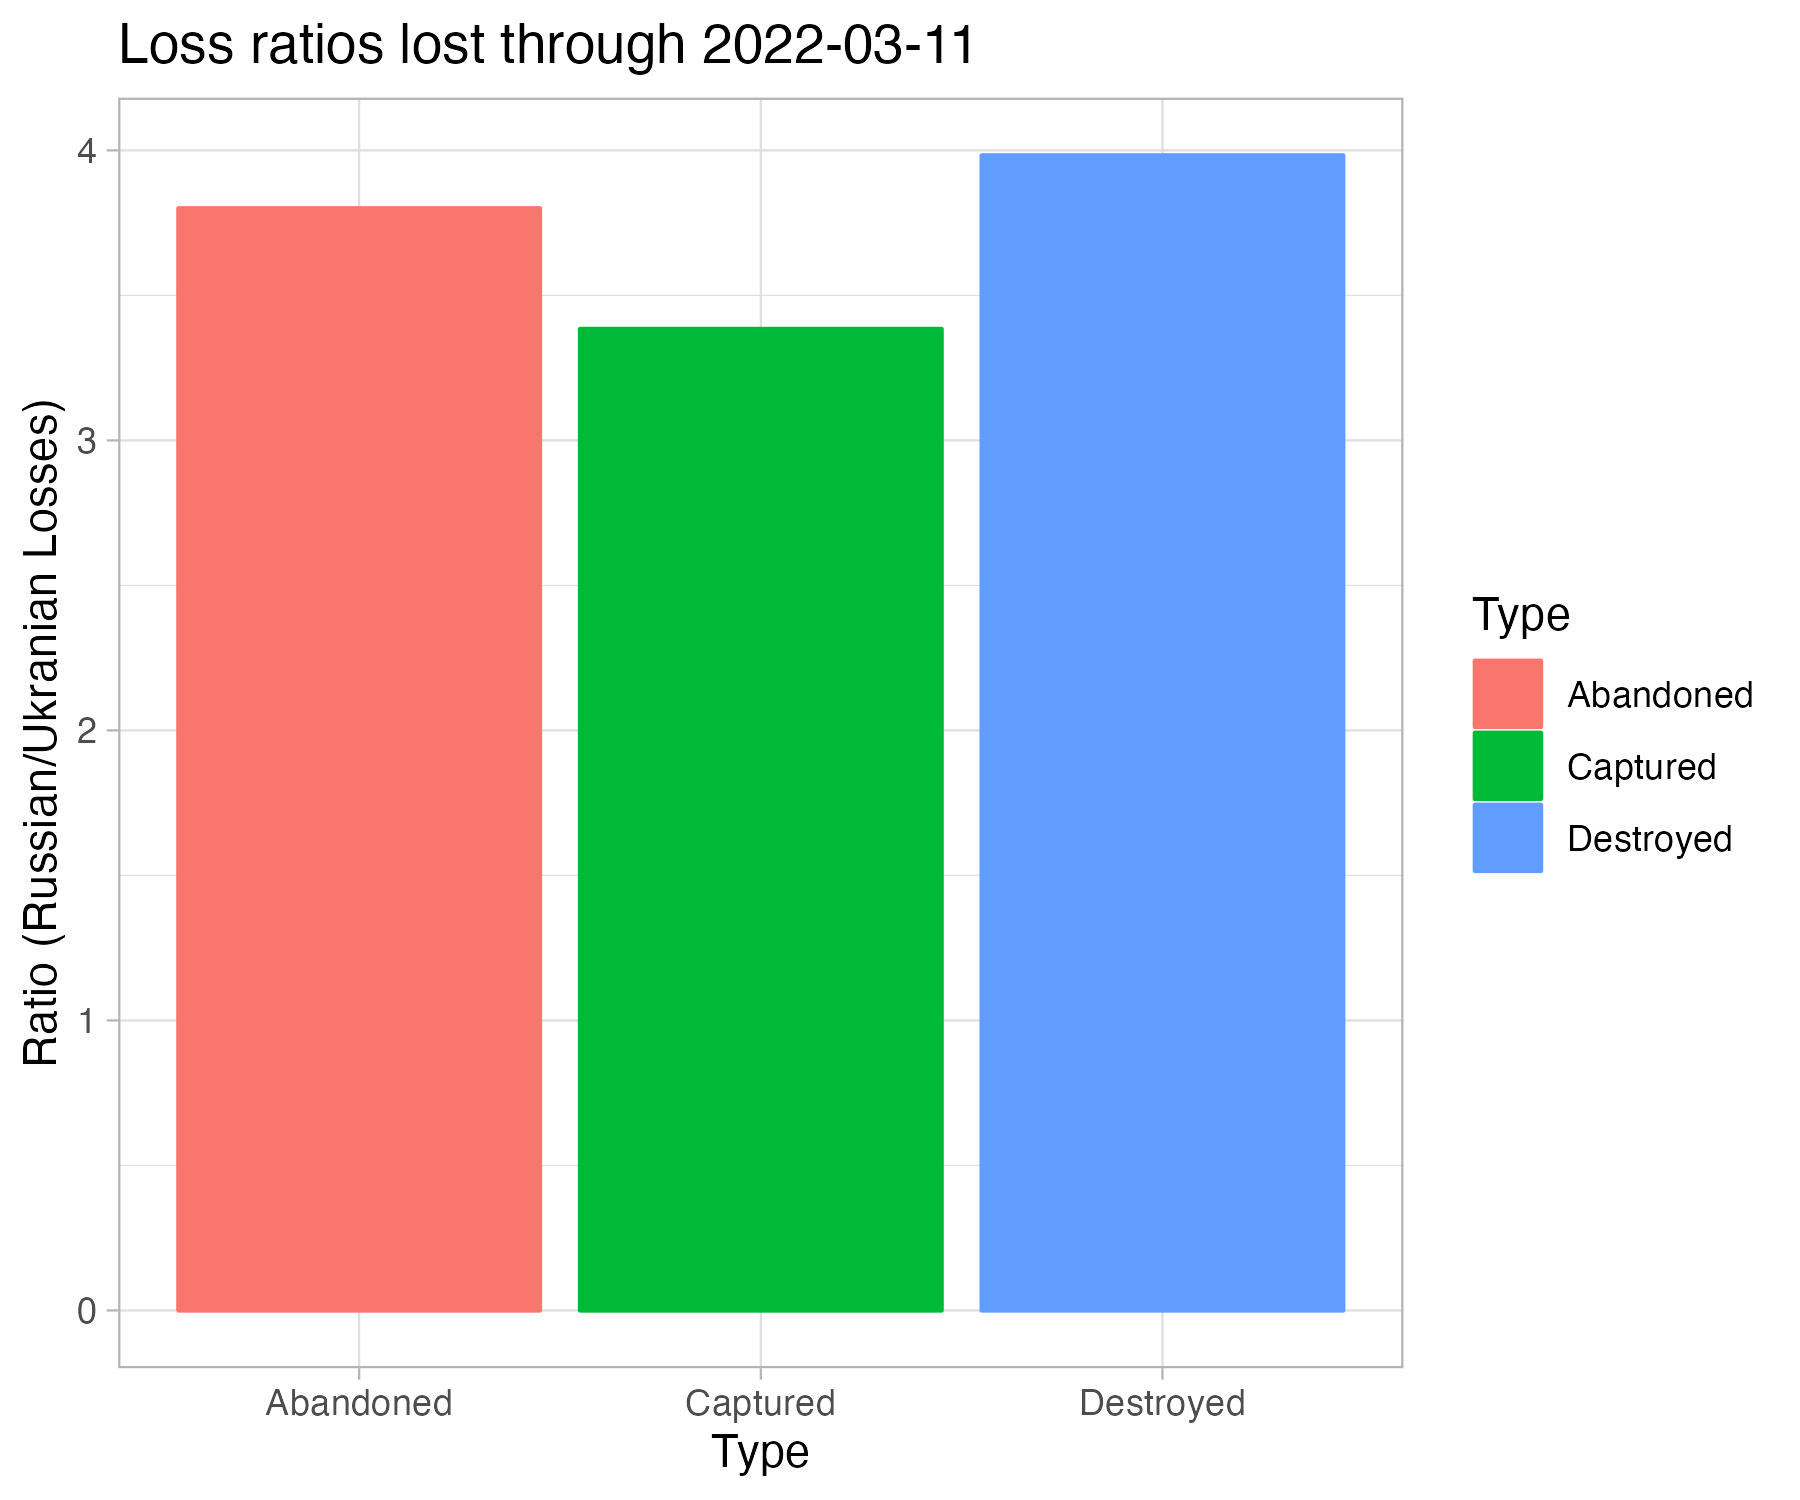 Loss ratios lost through 2022-03-11
Ratio (Russian/Ukranian Losses)
4
3
2
1
0
Abandoned
Captured
Destroyed
Type
Type
Abandoned
Captured
Destroyed